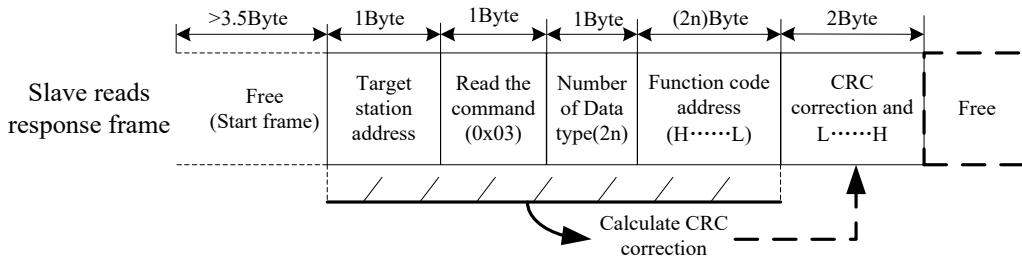 >3.5Byte 1Byte 1Byte 1Byte (2n)Byte 2Byte
Slave reads
response frame
Free
(Start frame)
Target
station
address
Read the
command
(0x03)
Number
of Data
type(2n)
Function code
address
(H······L)
CRC
correction and
L······H
Free
Calculate CRC
correction